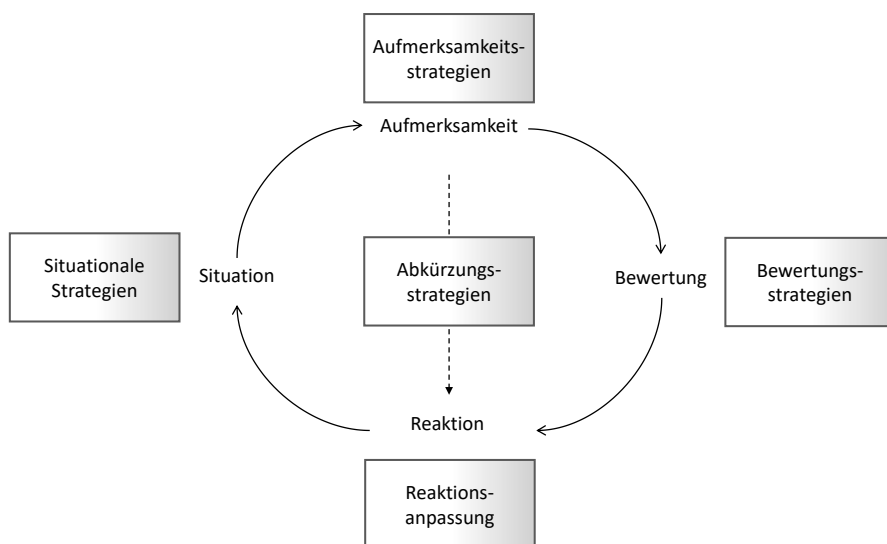 Aufmerksamkeits-
strategien
Aufmerksamkeit
Situationale
Strategien
Situation
Abkürzungs-
strategien
Bewertung
Bewertungs-
strategien
Reaktion
Reaktions-
anpassung